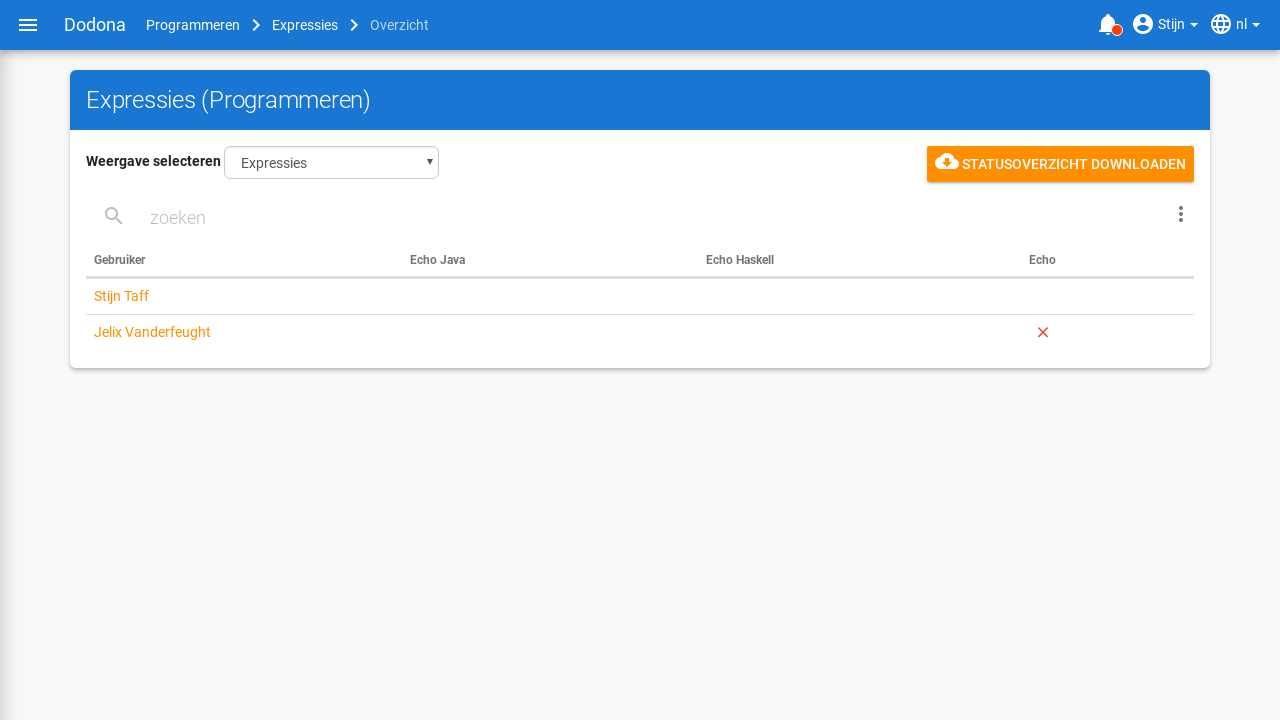 Dodona Programmeren Expressies Overzicht Stijn nl
Expressies (Programmeren)
Weergave selecteren Expressies STATUSOVERZICHT DOWNLOADEN
zoeken
Gebruiker Echo Java Echo Haskell Echo
Stijn Taff
Jelix Vanderfeught